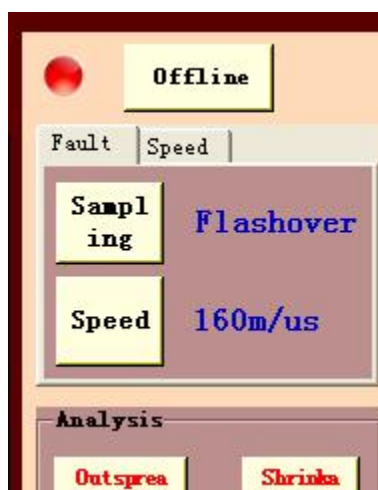 Offline
Fault Speed
Sampl
ing
Flashover
Speed 160m/us
Analysis
Outsprea Shrinka